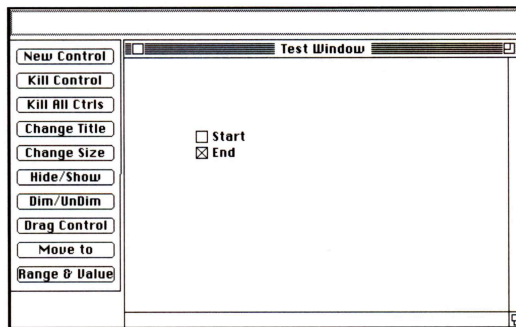 Test Window
New Control
Kill Control
Kill All Ctrls
Change Title
Change Size
Hide/Show
Dim/UnDim
Drag Control
Move to
Range & Value
Start
End